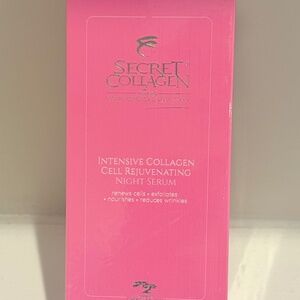 SECRET
COLLAGEN
INTENSIVE COLLAGEN
CELL REJUVENATING
NIGHT SERUM
renews cells • exfoliates
• nourishes • reduces wrinkles